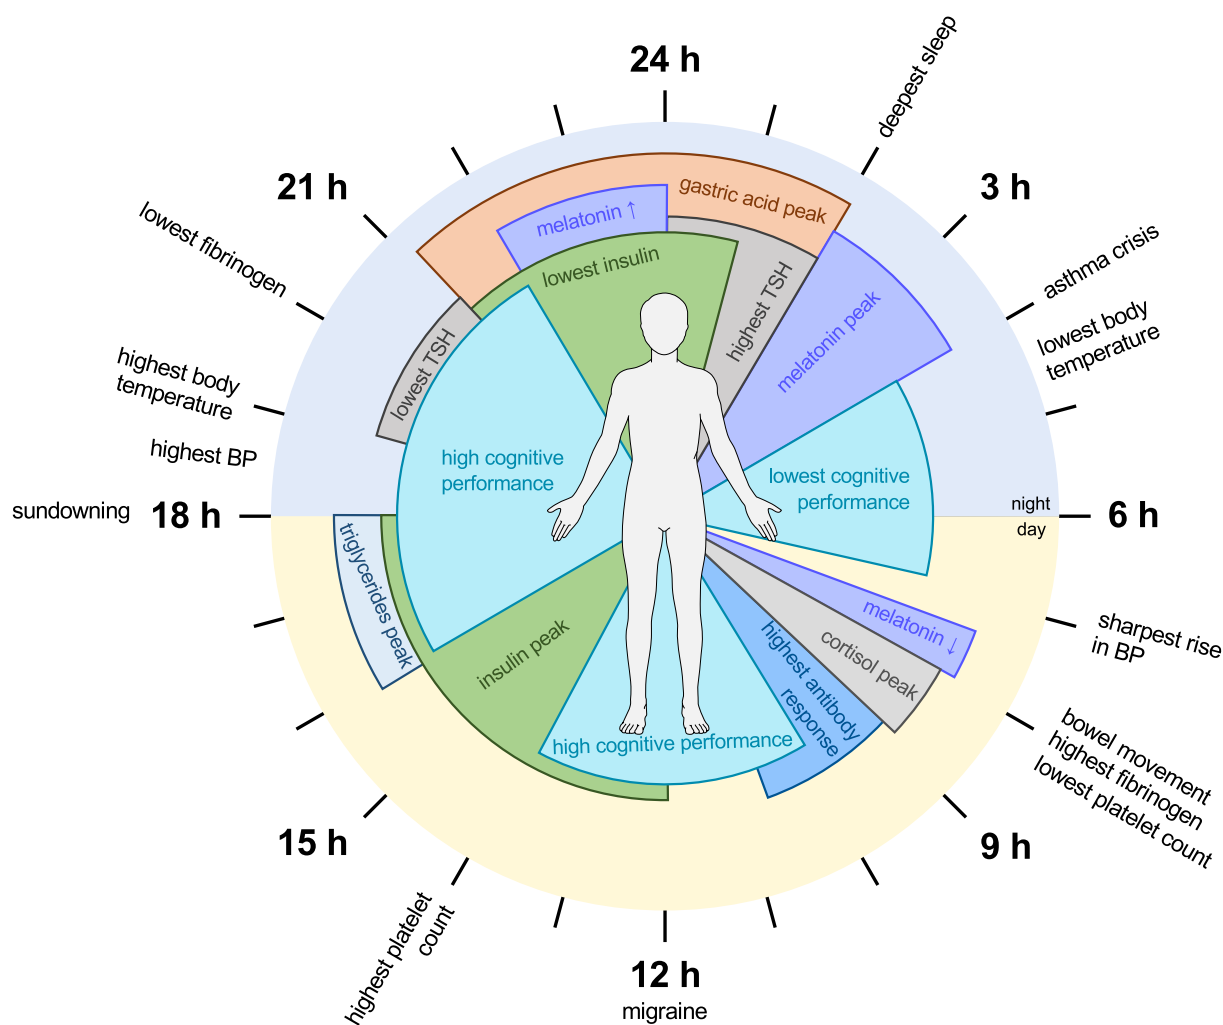 24 h
deepest sleep
21 h
3 h
gastric acid peak
melatonin ↑
lowest fibrinogen
lowest insulin
highest TSH
asthma crisis
melatonin peak
lowest body
temperature
highest body
temperature
lowest TSH
highest BP
high cognitive
performance
lowest cognitive
performance
night
sundowning
18 h
6 h
day
triglycerides peak
melatonin ↓
sharpest rise
in BP
insulin peak
cortisol peak
highest antibody
response
high cognitive performance
bowel movement
highest fibrinogen
lowest platelet count
15 h
9 h
highest platelet
count
12 h
migraine